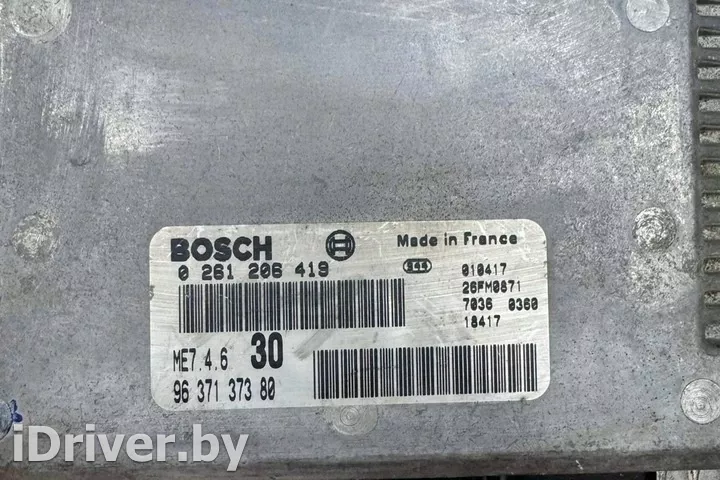 BOSCH Made in France
0 261 206 419
010417
26FM0871
7036 0360
18417
ME7.4.6 30
96 371 373 80
iDriver.by